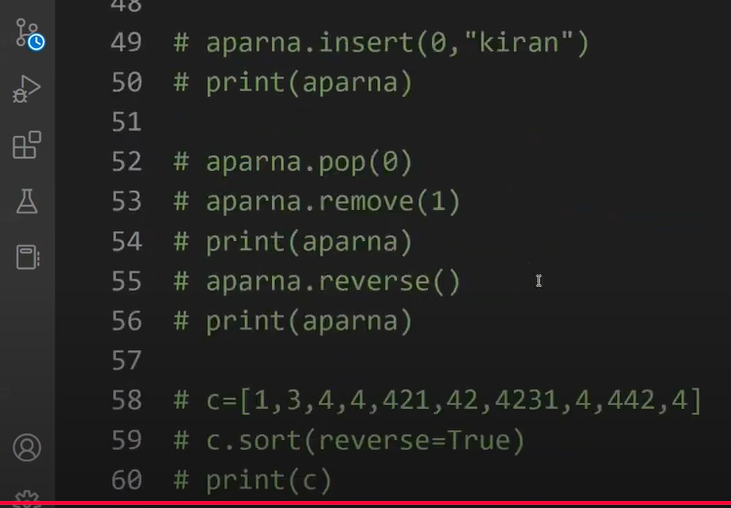 48
49 # aparna.insert(0,"kiran")
50 # print(aparna)
51
52 # aparna.pop(0)
53 # aparna.remove(1)
54 # print(aparna)
55 # aparna.reverse()
56 # print(aparna)
57
58 # c=[1,3,4,4,421,42,4231,4,442,4]
59 # c.sort(reverse=True)
60 # print(c)